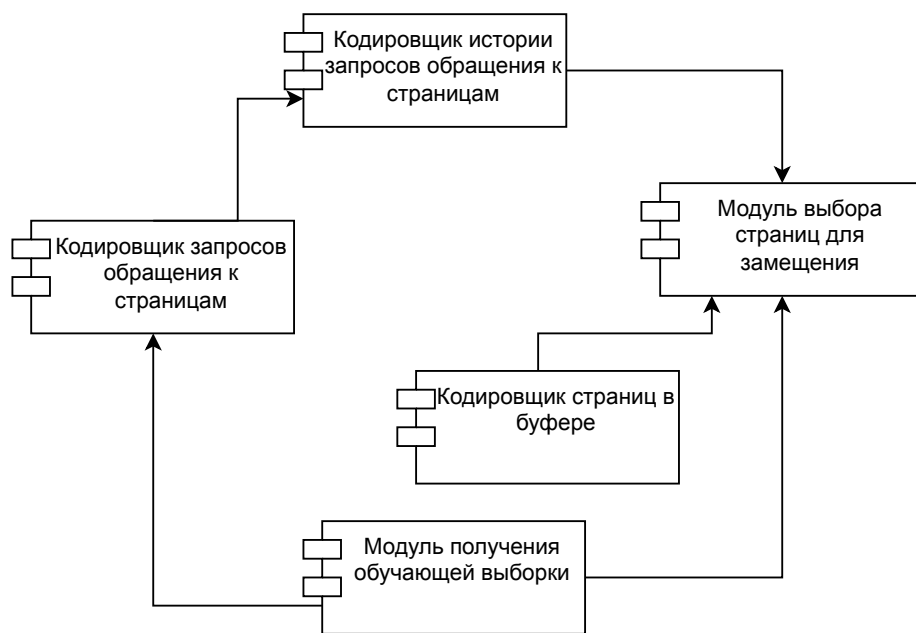 Кодировщик истории
запросов обращения к
страницам
Модуль выбора
страниц для
замещения
Кодировщик запросов
обращения к
страницам
Кодировщик страниц в
буфере
Модуль получения
обучающей выборки